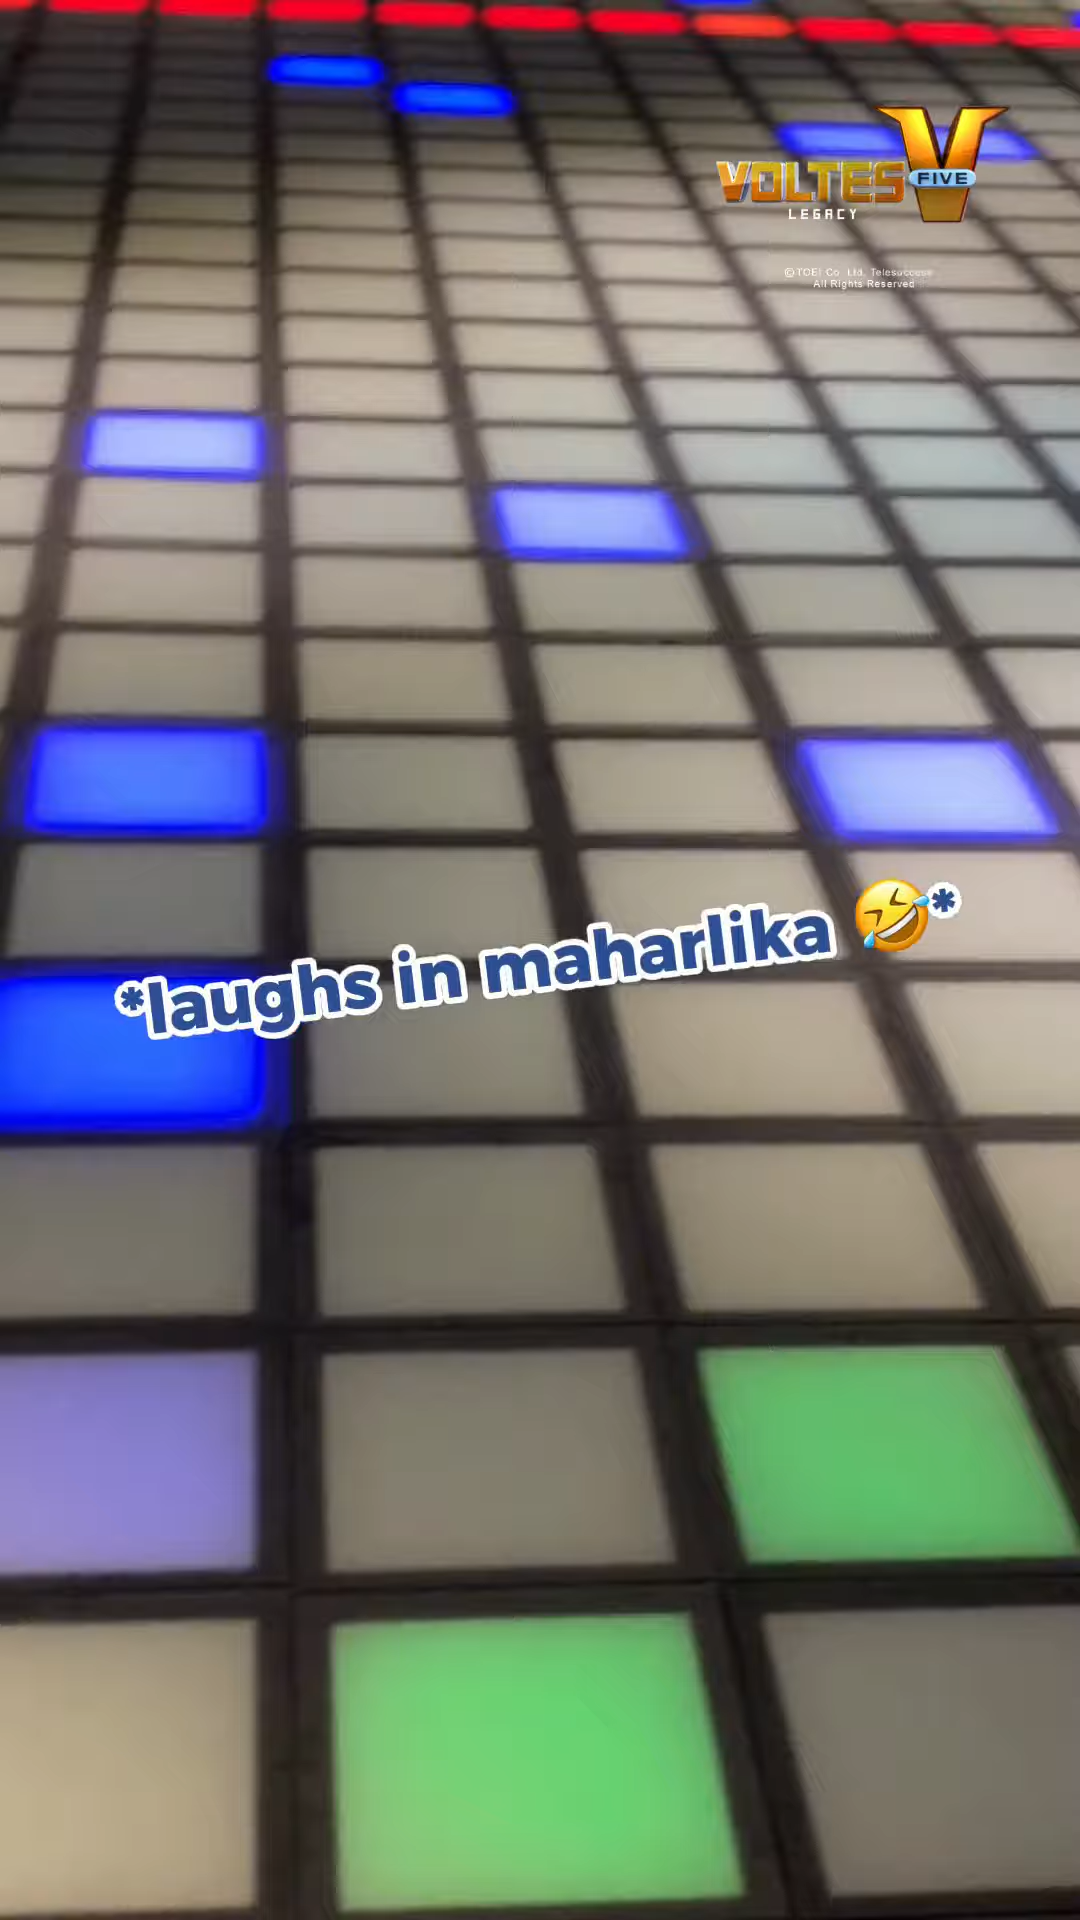 VOLTES V
FIVE
LEGACY
© TOEI Co. Ltd. Telesuccess
All Rights Reserved
*laughs in maharlika 🤣*